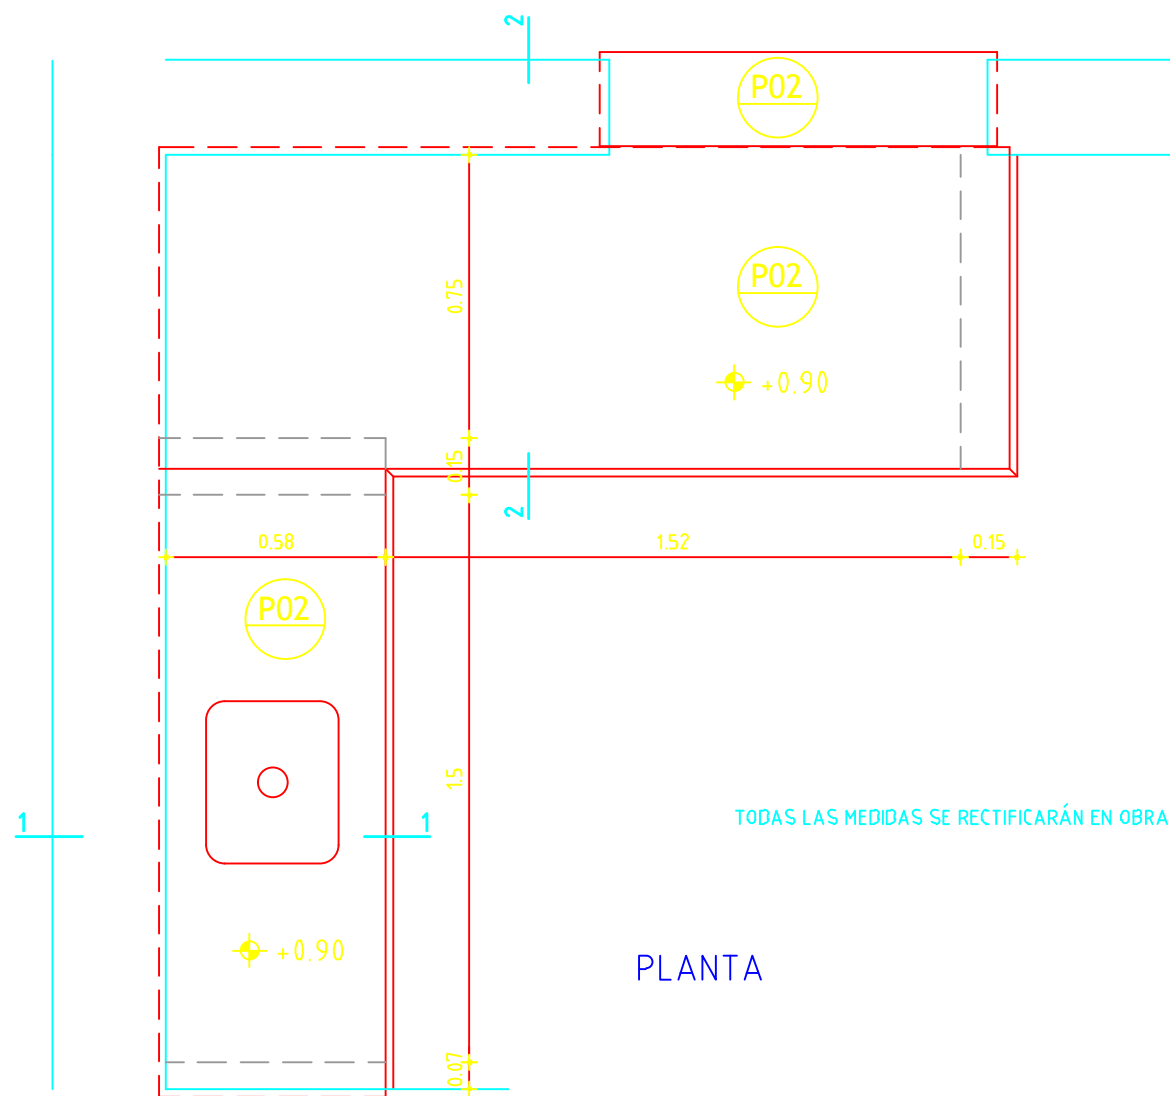 2
P02
0.75
P02
+0.90
0.15
2
0.58
1.52
0.15
P02
1.5
1
1
TODAS LAS MEDIDAS SE RECTIFICARÁN EN OBRA
+0.90
PLANTA
0.07